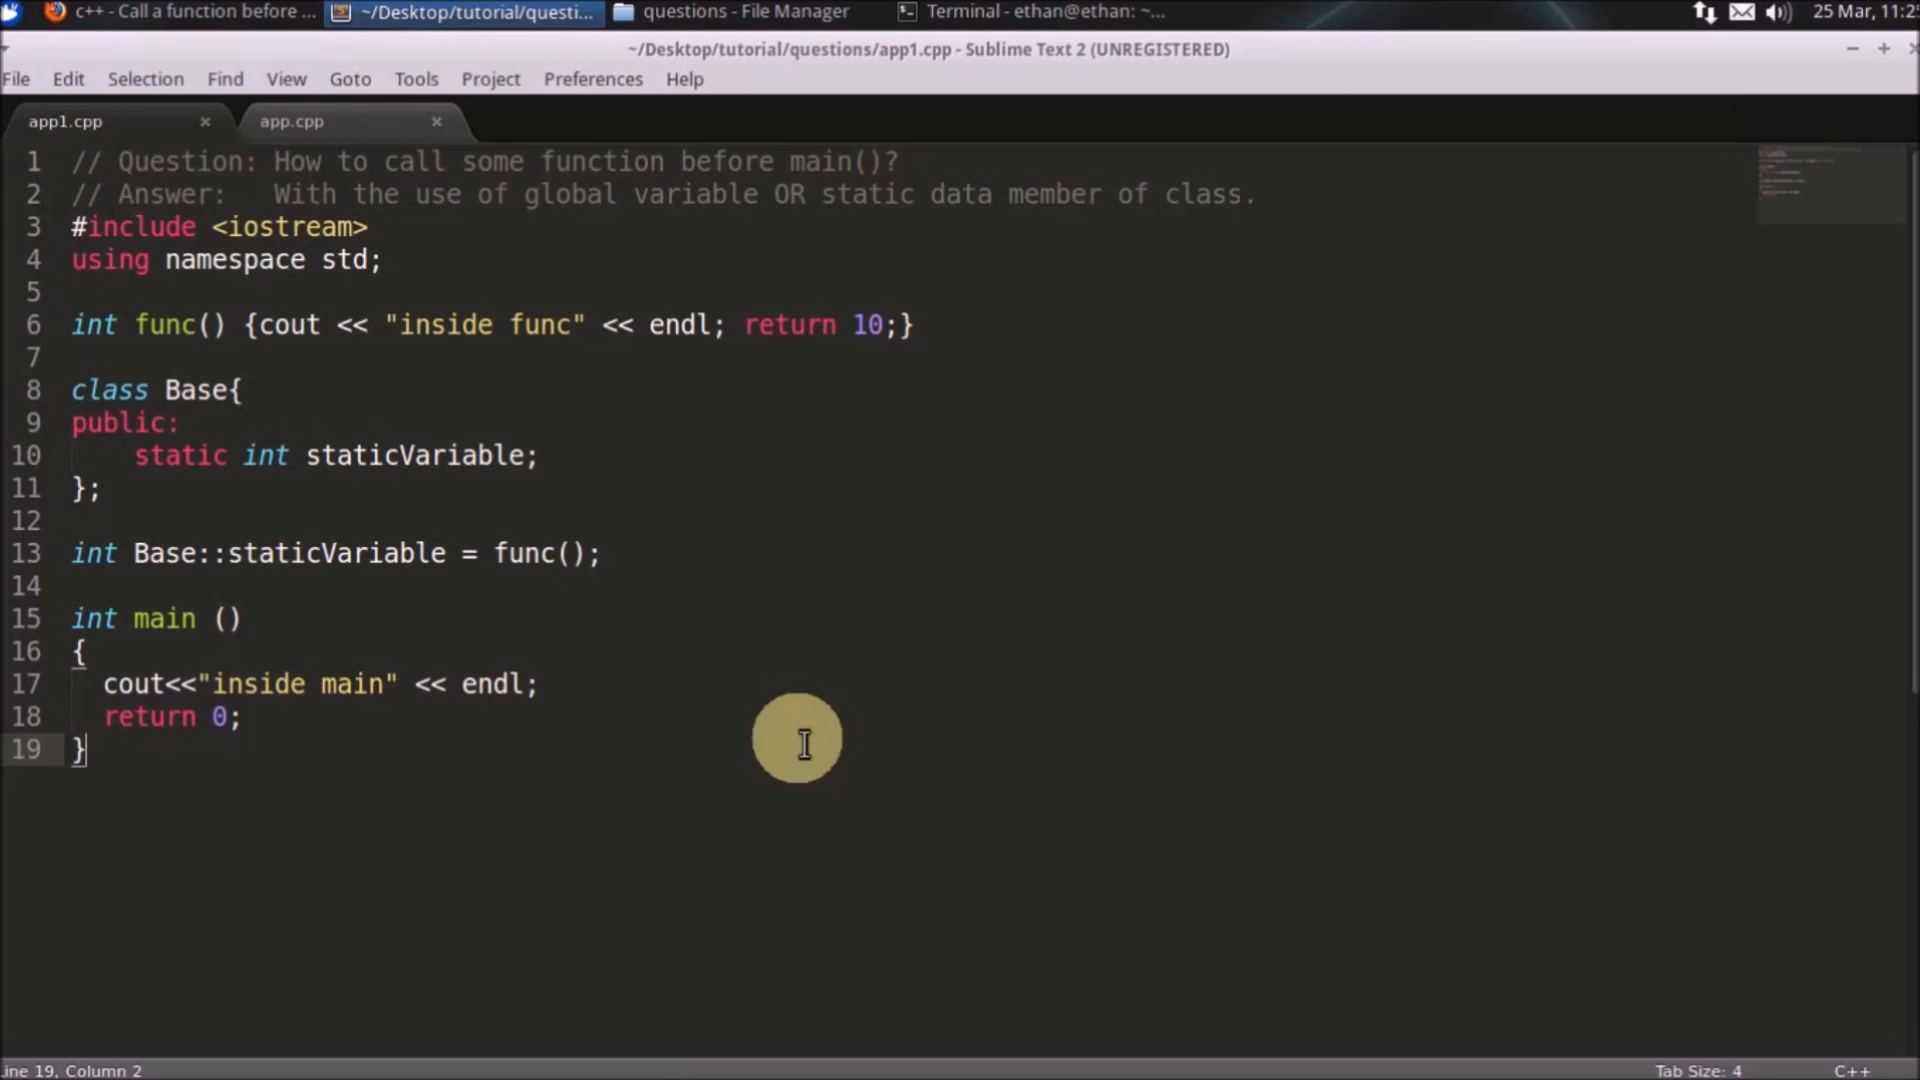 c++ - Call a function before ... ~/Desktop/tutorial/questi... questions - File Manager Terminal - ethan@ethan: ~... 25 Mar, 11:2
~/Desktop/tutorial/questions/app1.cpp - Sublime Text 2 (UNREGISTERED)
File Edit Selection Find View Goto Tools Project Preferences Help
app1.cpp × app.cpp ×
1 // Question: How to call some function before main()?
2 // Answer:   With the use of global variable OR static data member of class.
3 #include <iostream>
4 using namespace std;
5
6 int func() {cout << "inside func" << endl; return 10;}
7
8 class Base{
9 public:
10     static int staticVariable;
11 };
12
13 int Base::staticVariable = func();
14
15 int main ()
16 {
17   cout<<"inside main" << endl;
18   return 0;
19 }
ine 19, Column 2 Tab Size: 4 C++